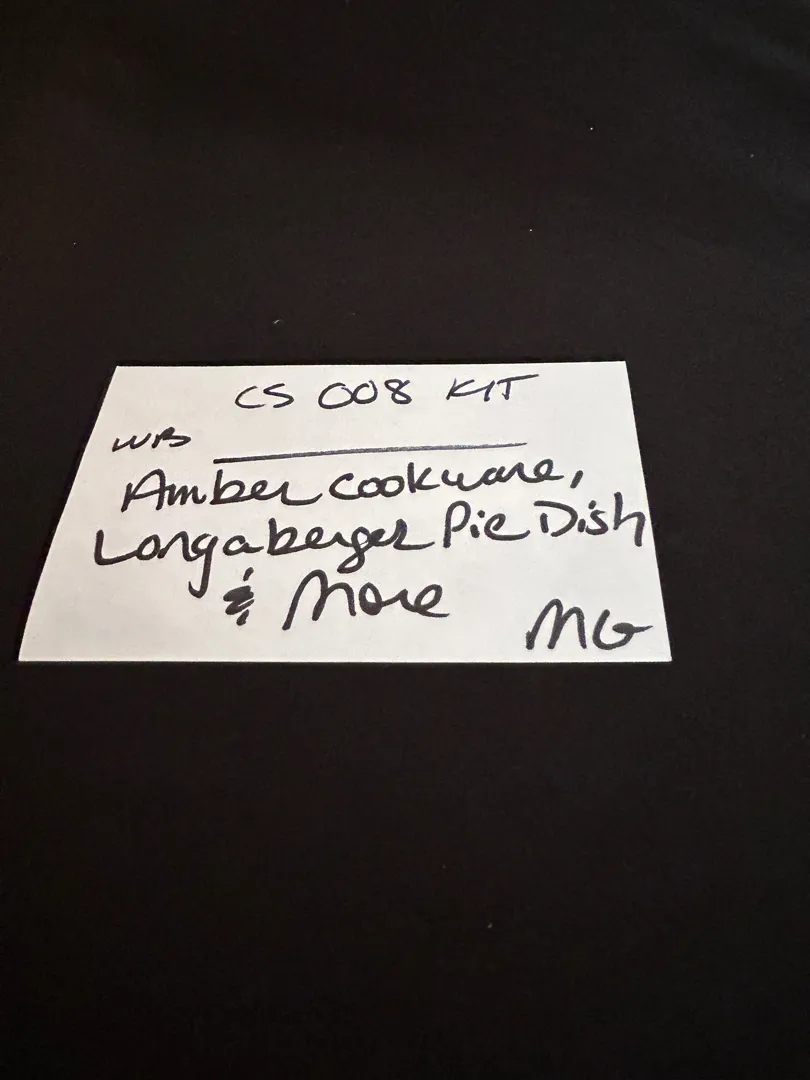 CS 008 KIT
WB
Amber Cookware,
Longaberger Pie Dish
& More
MG